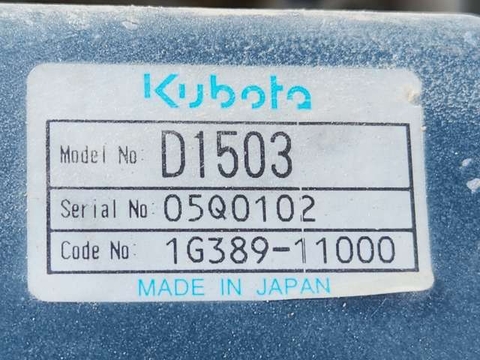 Kubota
Model No: D1503
Serial No: 05Q0102
Code No: 1G389-11000
MADE IN JAPAN